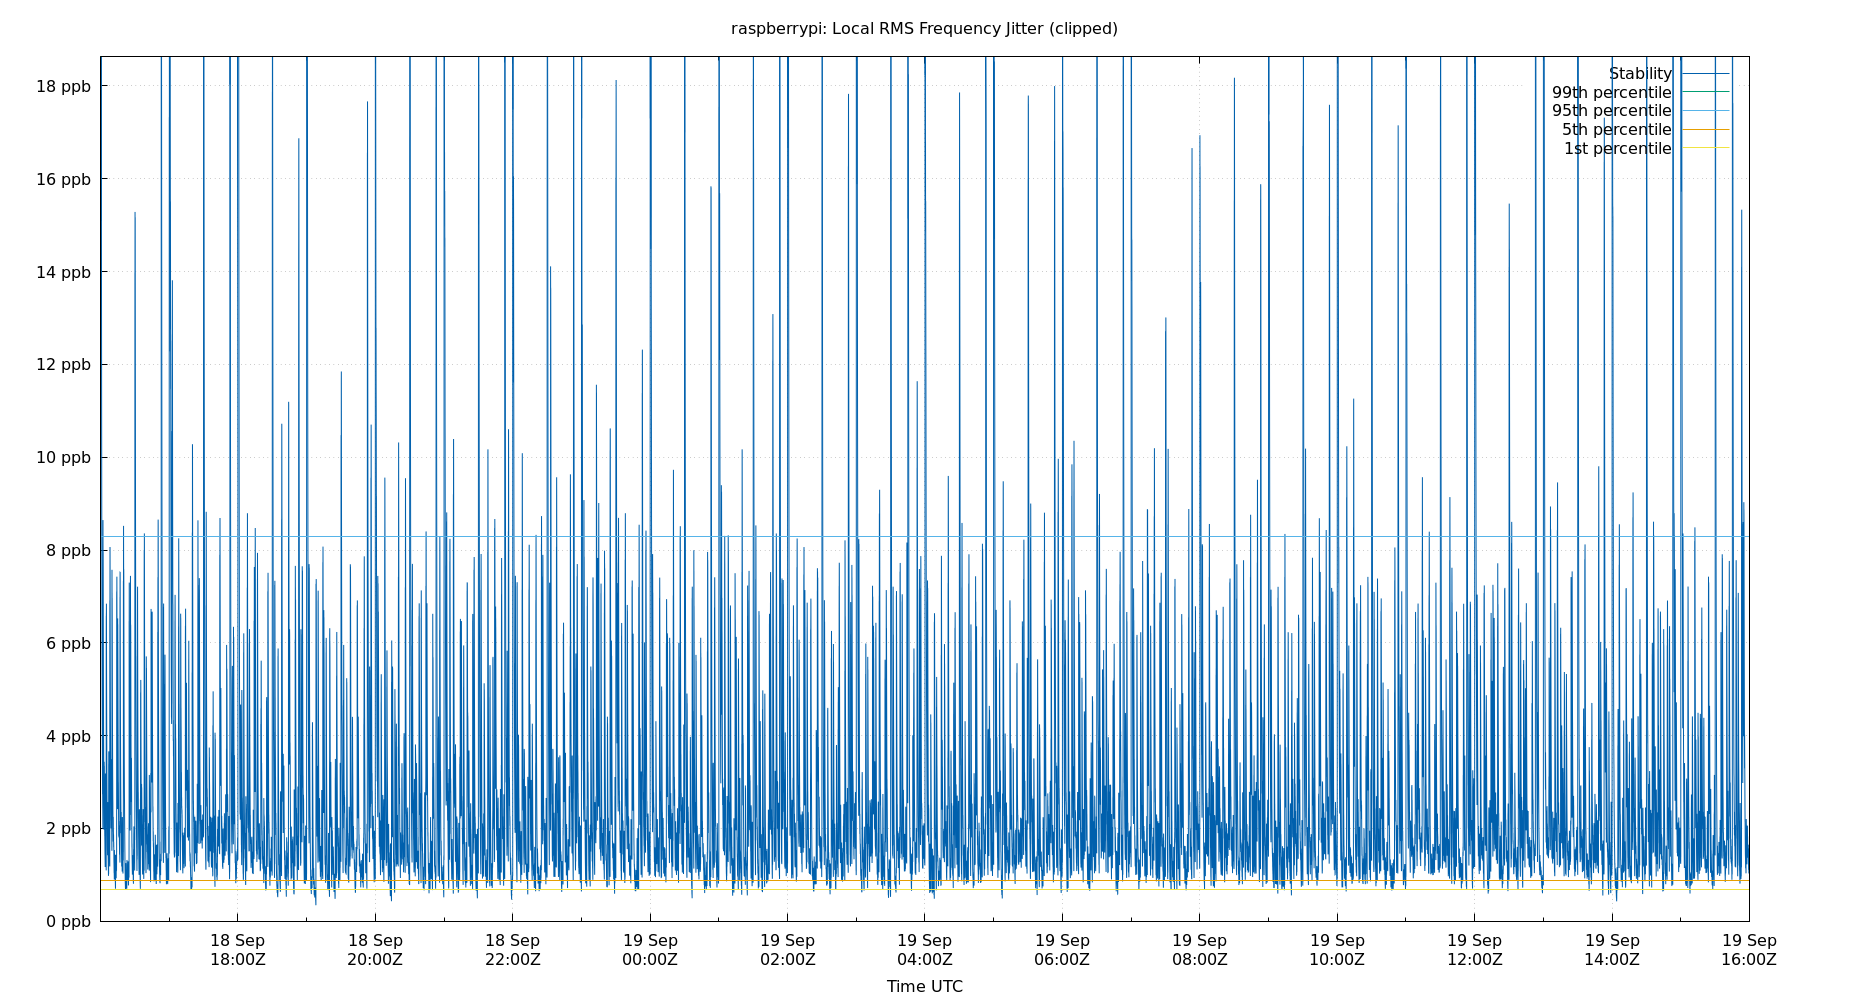 raspberrypi: Local RMS Frequency Jitter (clipped)
18 ppb
16 ppb
14 ppb
12 ppb
10 ppb
8 ppb
6 ppb
4 ppb
2 ppb
0 ppb
Stability
99th percentile
95th percentile
5th percentile
1st percentile
18 Sep 18 Sep 18 Sep 19 Sep 19 Sep 19 Sep 19 Sep 19 Sep 19 Sep 19 Sep 19 Sep 19 Sep
18:00Z 20:00Z 22:00Z 00:00Z 02:00Z 04:00Z 06:00Z 08:00Z 10:00Z 12:00Z 14:00Z 16:00Z
Time UTC